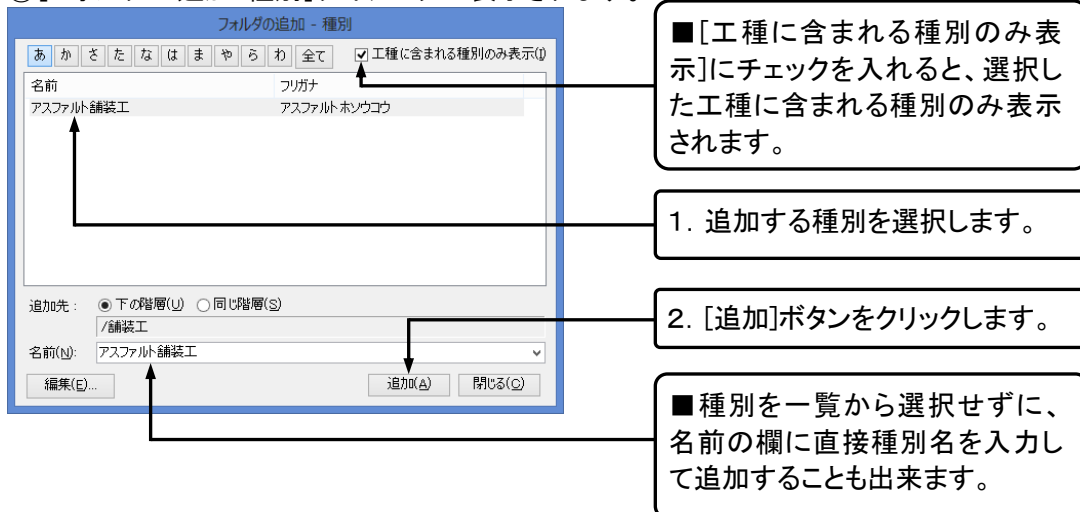 フォルダの追加 - 種別
あ か さ た な は ま や ら わ 全て 工種に含まれる種別のみ表示(I)
名前 フリガナ
アスファルト舗装工 アスファルト ホソウコウ
追加先： 下の階層(U) 同じ階層(S)
/舗装工
名前(N): アスファルト舗装工
編集(E)... 追加(A) 閉じる(C)
■[工種に含まれる種別のみ表
示]にチェックを入れると、選択し
た工種に含まれる種別のみ表示
されます。
1．追加する種別を選択します。
2．[追加]ボタンをクリックします。
■種別を一覧から選択せずに、
名前の欄に直接種別名を入力し
て追加することも出来ます。